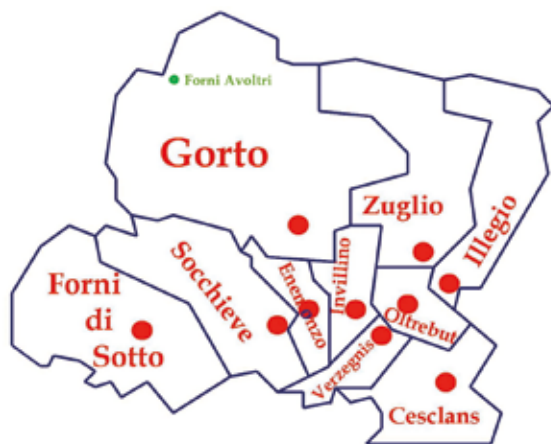 Forni Avoltri
Gorto
Zuglio
Illegio
Socchieve
Enemonzo
Invillino
Forni
di
Sotto
Oltrebut
Verzegnis
Cesclans